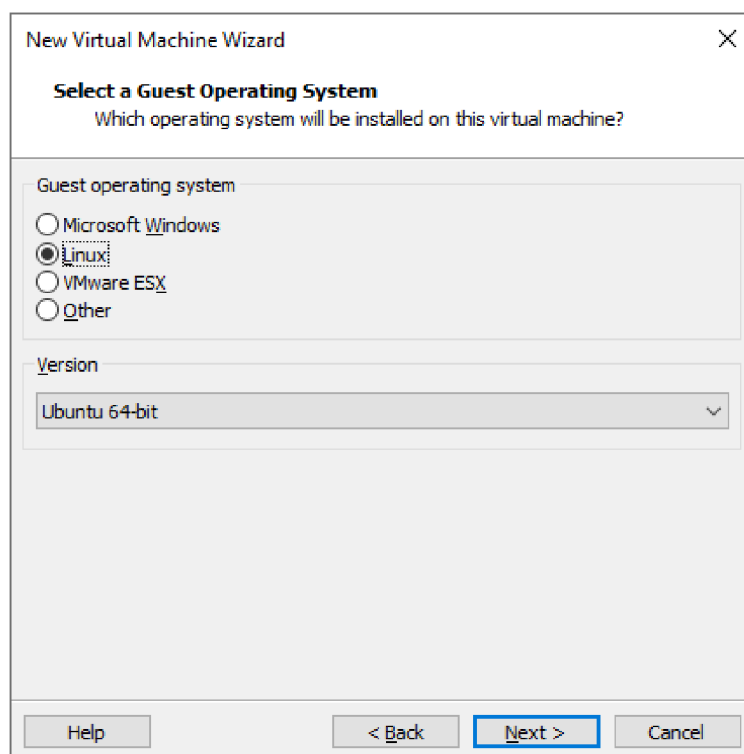 New Virtual Machine Wizard
Select a Guest Operating System
Which operating system will be installed on this virtual machine?
Guest operating system
Microsoft Windows
Linux
VMware ESX
Other
Version
Ubuntu 64-bit
Help
< Back
Next >
Cancel